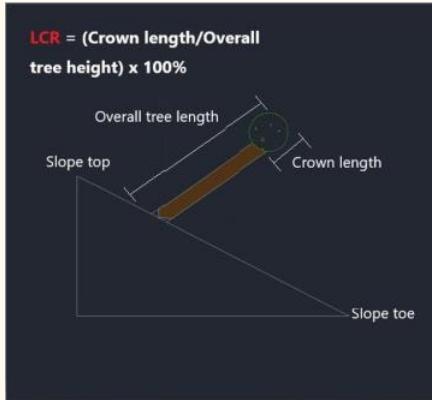 LCR = (Crown length/Overall
tree height) x 100%
Overall tree length
Slope top
Crown length
Slope toe